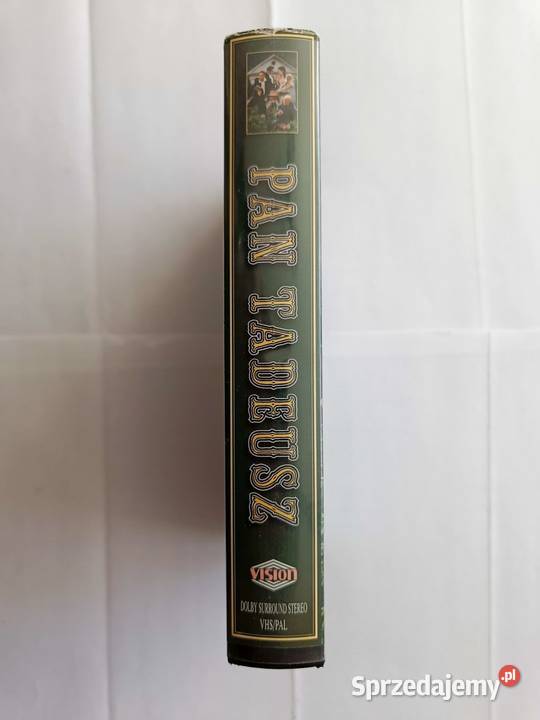 PAN TADEUSZ
VISION
DOLBY SURROUND STEREO
VHS/PAL
Sprzedajemy.pl